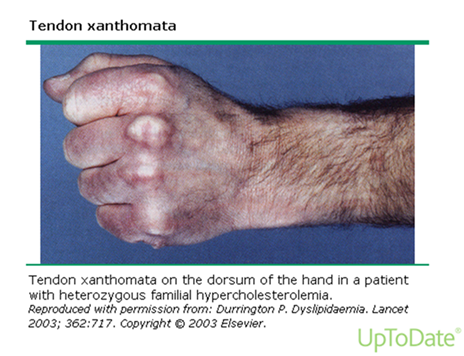 Tendon xanthomata
Tendon xanthomata on the dorsum of the hand in a patient
with heterozygous familial hypercholesterolemia.
Reproduced with permission from: Durrington P. Dyslipidaemia. Lancet
2003; 362:717. Copyright © 2003 Elsevier.
UpToDate®